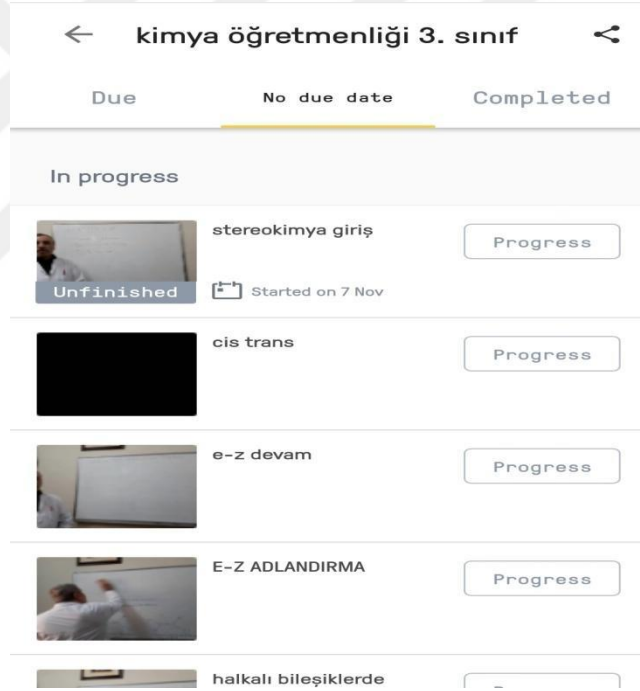 kimya öğretmenliği 3. sınıf
Due No due date Completed
In progress
stereokimya giriş
Progress
Unfinished
Started on 7 Nov
cis trans
Progress
e-z devam
Progress
E-Z ADLANDIRMA
Progress
halkalı bileşiklerde